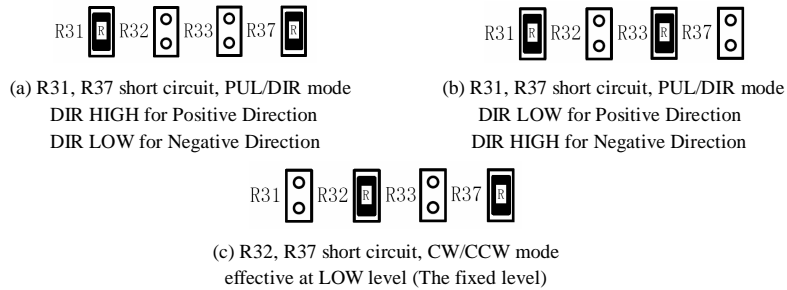 R31 R R32 R33 R37 R
(a) R31, R37 short circuit, PUL/DIR mode
DIR HIGH for Positive Direction
DIR LOW for Negative Direction
R31 R R32 R33 R R37
(b) R31, R37 short circuit, PUL/DIR mode
DIR LOW for Positive Direction
DIR HIGH for Negative Direction
R31 R32 R R33 R37 R
(c) R32, R37 short circuit, CW/CCW mode
effective at LOW level (The fixed level)